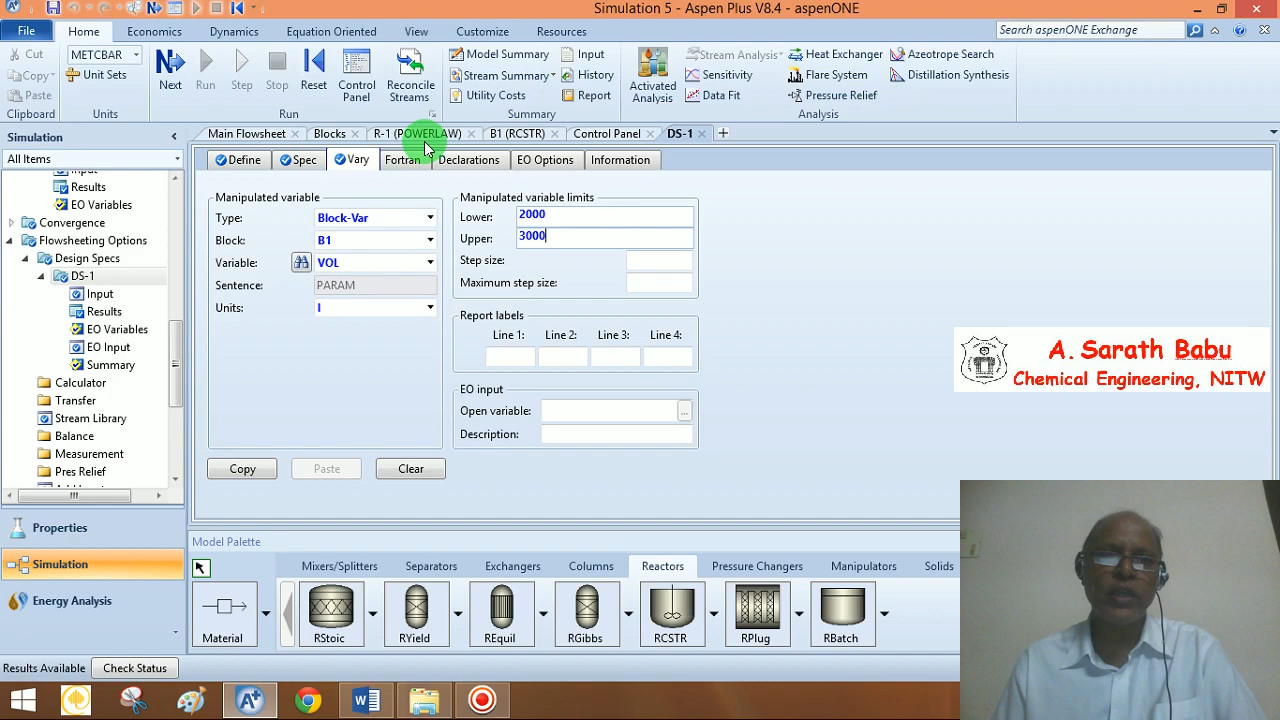 Simulation 5 - Aspen Plus V8.4 - aspenONE
File
Home
Economics
Dynamics
Equation Oriented
View
Customize
Resources
Search aspenONE Exchange
Cut
Copy
Paste
Clipboard
METCBAR
Unit Sets
Units
Next
Run
Step
Stop
Reset
Control Panel
Reconcile Streams
Run
Model Summary
Input
Stream Summary
History
Utility Costs
Report
Summary
Activated Analysis
Stream Analysis
Heat Exchanger
Azeotrope Search
Sensitivity
Flare System
Distillation Synthesis
Data Fit
Pressure Relief
Analysis
Simulation
All Items
Main Flowsheet
Blocks
R-1 (POWERLAW)
B1 (RCSTR)
Control Panel
DS-1
Define
Spec
Vary
Fortran
Declarations
EO Options
Information
Input
Results
EO Variables
Convergence
Flowsheeting Options
Design Specs
DS-1
Input
Results
EO Variables
EO Input
Summary
Calculator
Transfer
Stream Library
Balance
Measurement
Pres Relief
Properties
Simulation
Energy Analysis
Manipulated variable
Type: Block-Var
Block: B1
Variable: VOL
Sentence: PARAM
Units: l
Copy
Paste
Clear
Manipulated variable limits
Lower: 2000
Upper: 3000
Step size:
Maximum step size:
Report labels
Line 1: Line 2: Line 3: Line 4:
EO input
Open variable:
...
Description:
A. Sarath Babu
Chemical Engineering, NITW
Model Palette
Mixers/Splitters
Separators
Exchangers
Columns
Reactors
Pressure Changers
Manipulators
Solids
Material
RStoic
RYield
REquil
RGibbs
RCSTR
RPlug
RBatch
Results Available
Check Status